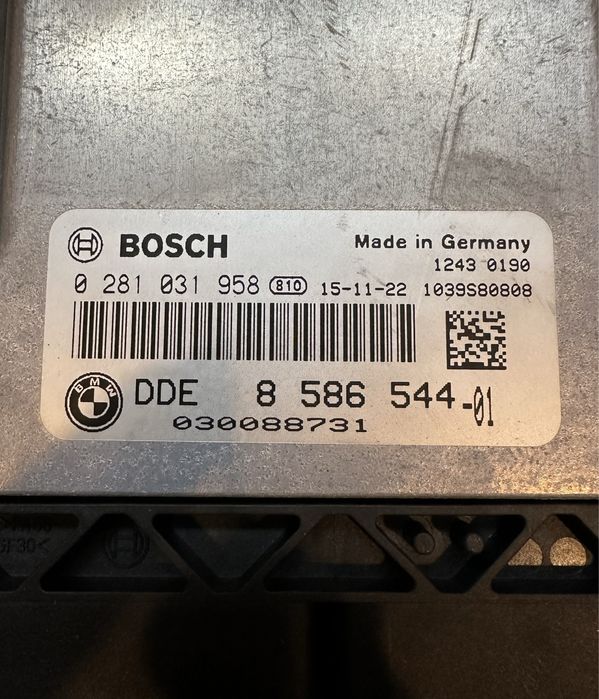 BOSCH
Made in Germany
1243 0190
0 281 031 958 810 15-11-22 1039S80808
BMW
DDE 8 586 544-01
030088731